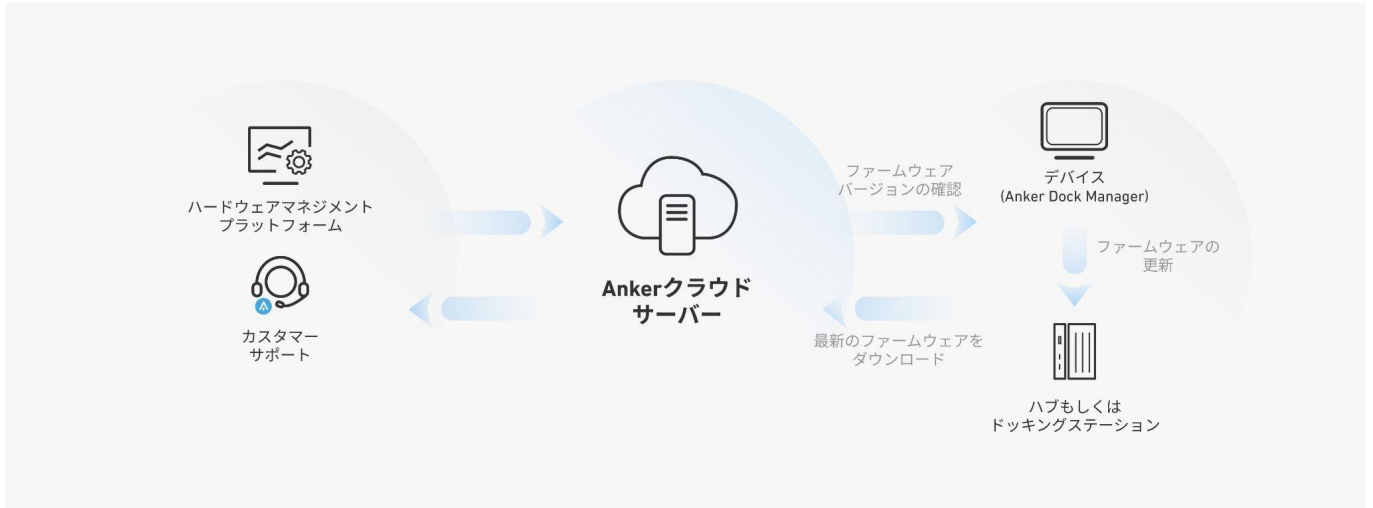 ハードウェアマネジメント
プラットフォーム
カスタマー
サポート
Ankerクラウド
サーバー
ファームウェア
バージョンの確認
最新のファームウェアを
ダウンロード
デバイス
(Anker Dock Manager)
ファームウェアの
更新
ハブもしくは
ドッキングステーション